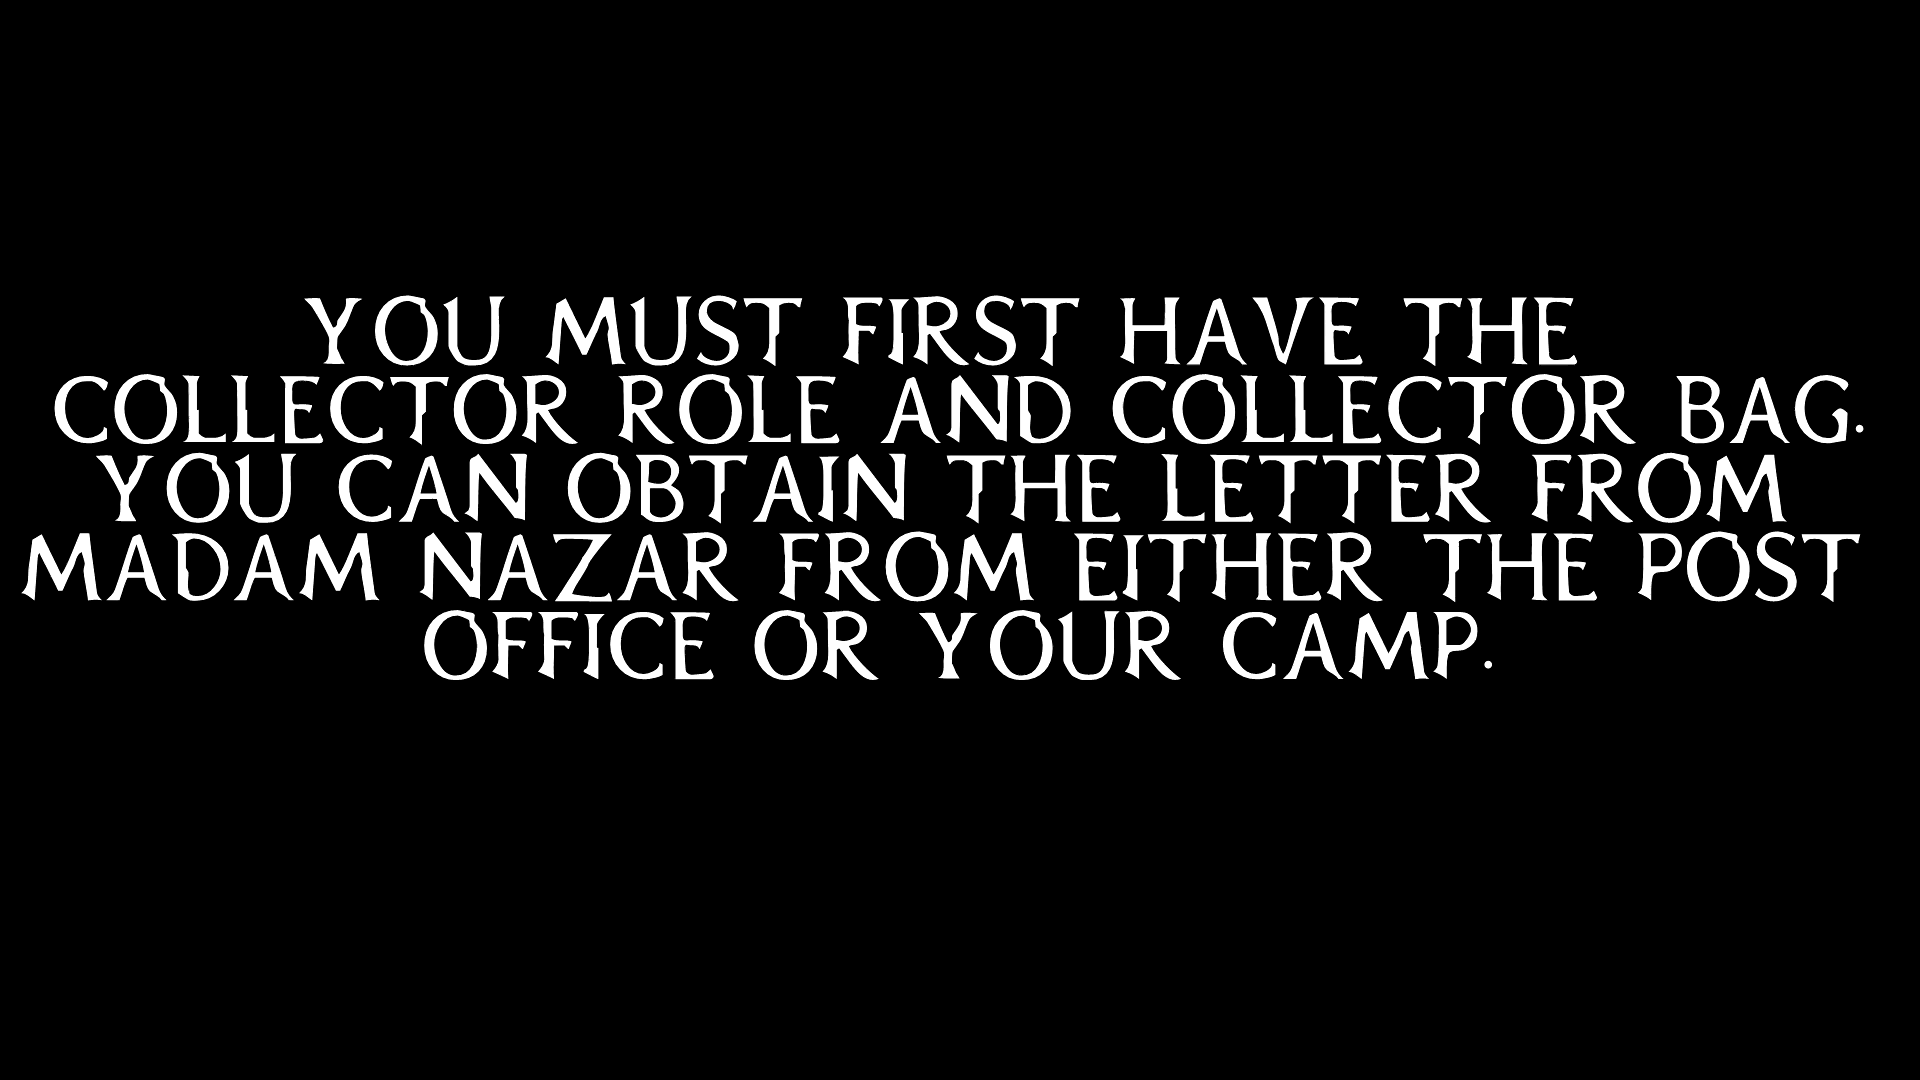 YOU MUST FIRST HAVE THE
COLLECTOR ROLE AND COLLECTOR BAG.
YOU CAN OBTAIN THE LETTER FROM
MADAM NAZAR FROM EITHER THE POST
OFFICE OR YOUR CAMP.